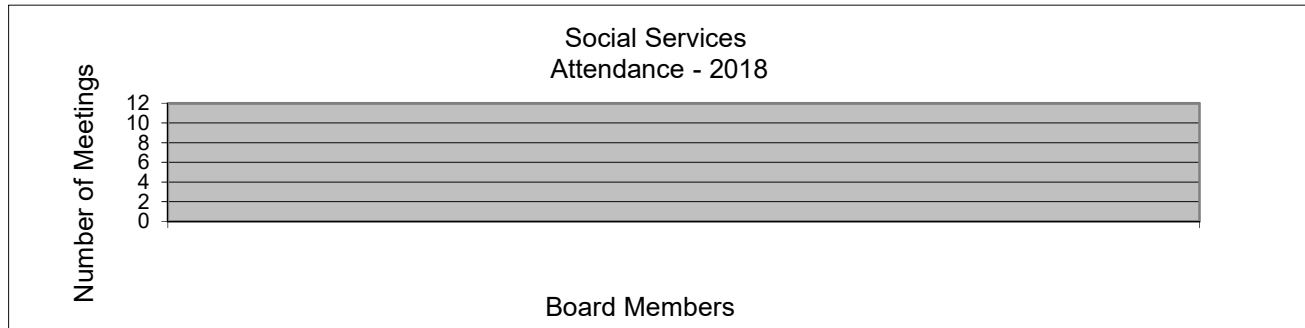 Social Services
Attendance - 2018
Number of Meetings
12
10
8
6
4
2
0
Board Members